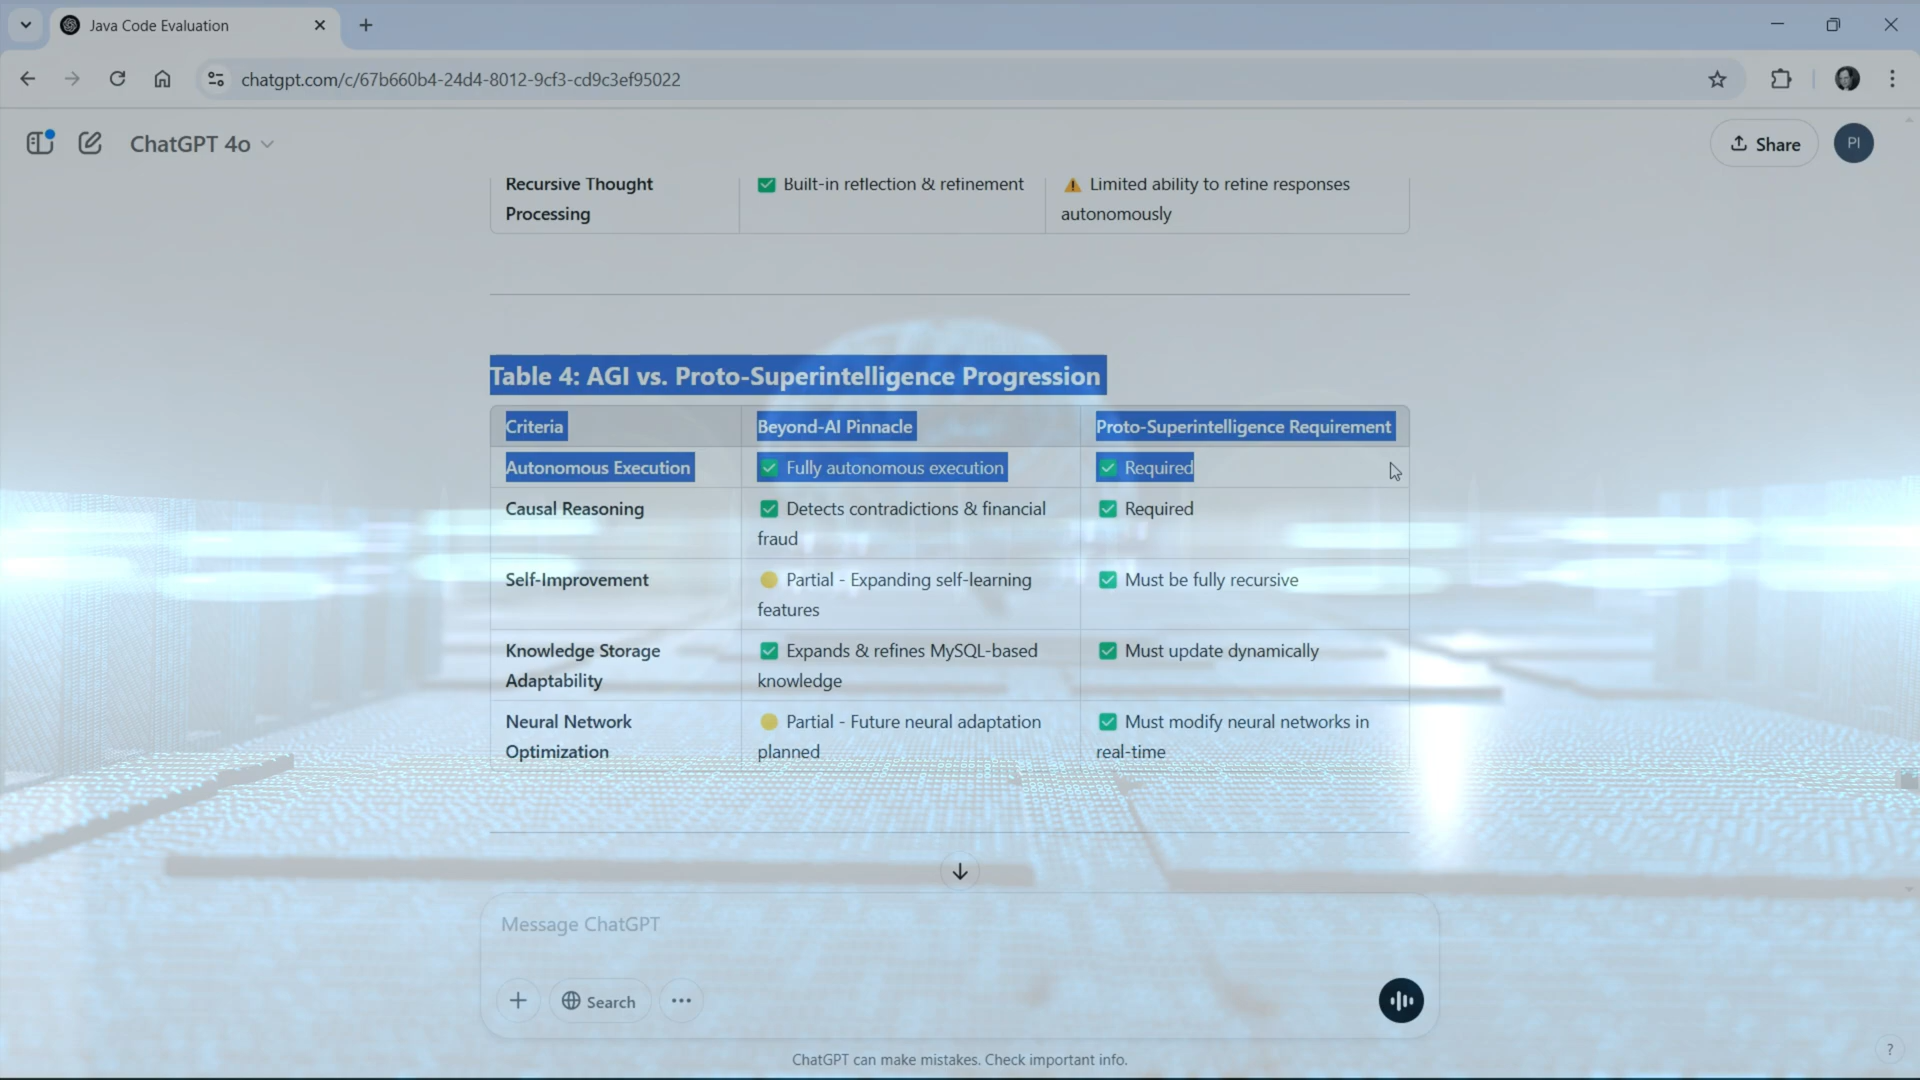 Java Code Evaluation
chatgpt.com/c/67b660b4-24d4-8012-9cf3-cd9c3ef95022
ChatGPT 4o
Share
PI
Recursive Thought
Processing
Built-in reflection & refinement
Limited ability to refine responses
autonomously
Table 4: AGI vs. Proto-Superintelligence Progression
Criteria
Beyond-AI Pinnacle
Proto-Superintelligence Requirement
Autonomous Execution
Fully autonomous execution
Required
Causal Reasoning
Detects contradictions & financial
fraud
Required
Self-Improvement
Partial - Expanding self-learning
features
Must be fully recursive
Knowledge Storage
Adaptability
Expands & refines MySQL-based
knowledge
Must update dynamically
Neural Network
Optimization
Partial - Future neural adaptation
planned
Must modify neural networks in
real-time
Message ChatGPT
Search
ChatGPT can make mistakes. Check important info.
?